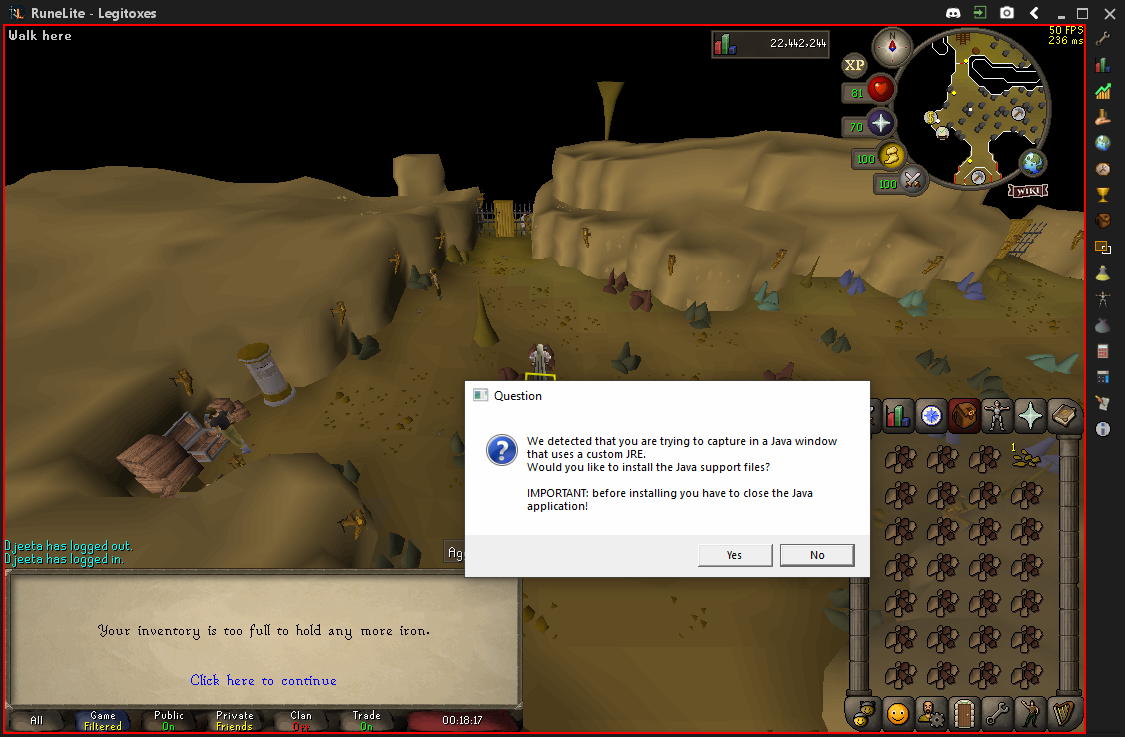 RuneLite - Legitoxes
Walk here
50 FPS
236 ms
22,442,244
N
XP
81
70
100
100
WIKI
Question
We detected that you are trying to capture in a Java window
that uses a custom JRE.
Would you like to install the Java support files?
IMPORTANT: before installing you have to close the Java
application!
Yes
No
1
Djeeta has logged out.
Djeeta has logged in.
Your inventory is too full to hold any more iron.
Click here to continue
All
Game
Filtered
Public
On
Private
Friends
Clan
Off
Trade
On
00:18:17